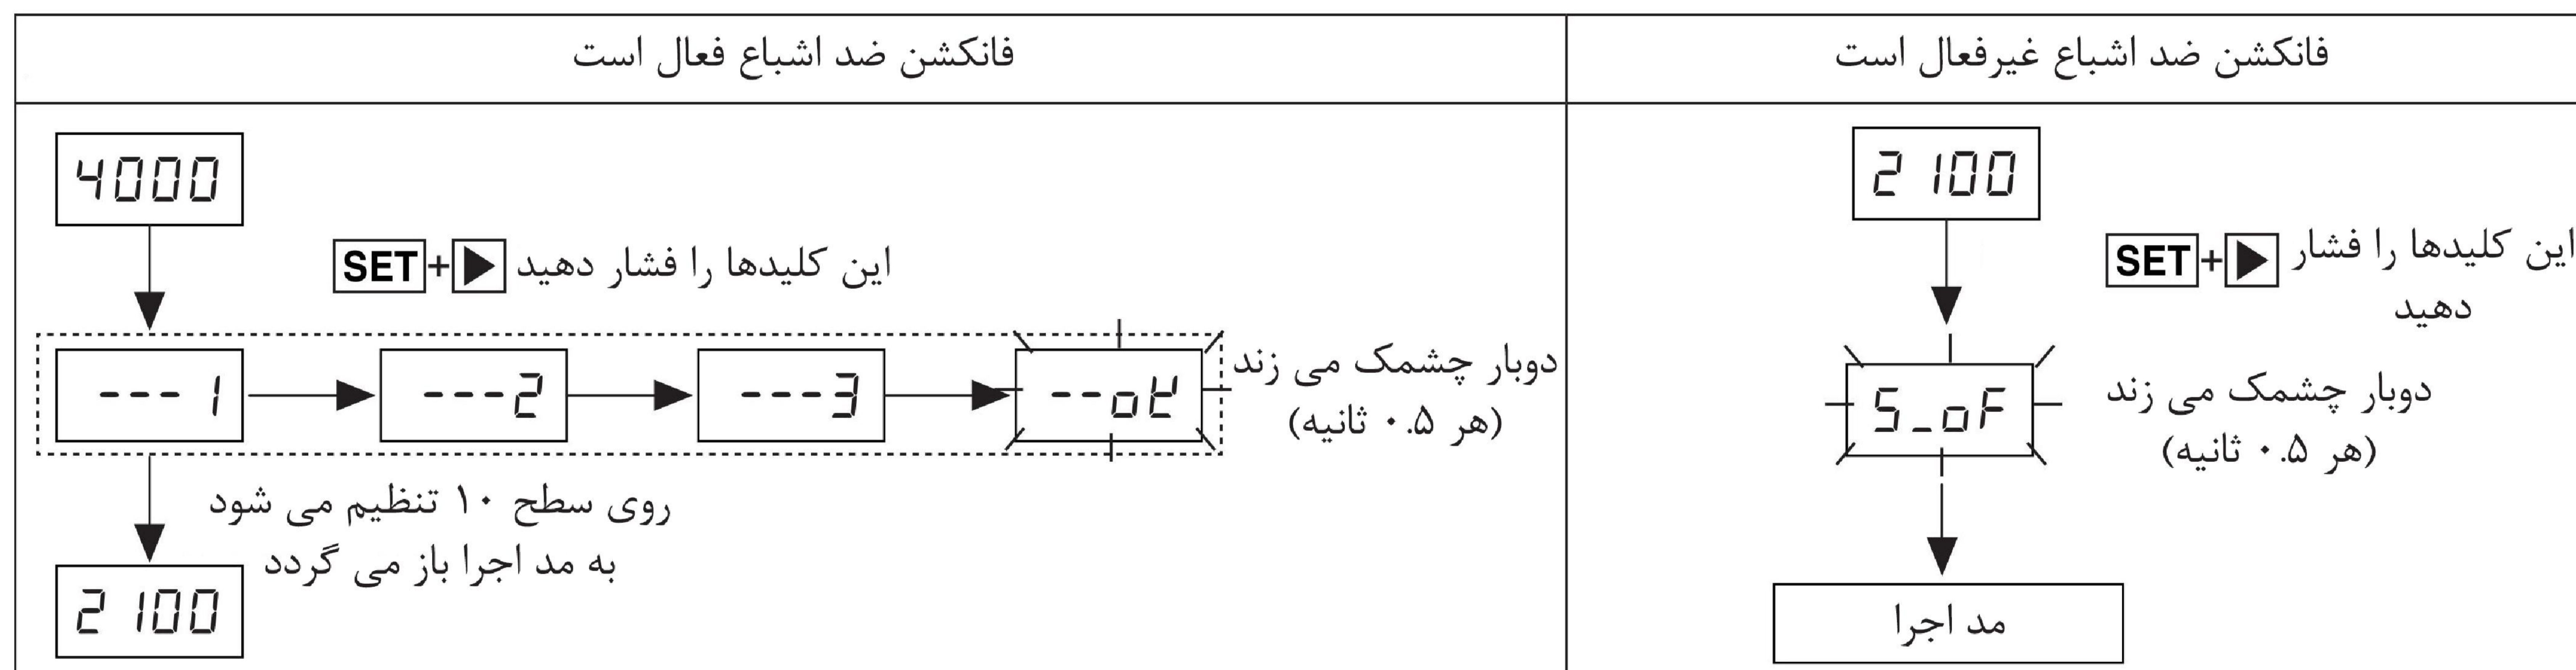 فانکشن ضد اشباع غیرفعال است
2100
این کلیدها را فشار SET+▶
دهید
S_oF
دوبار چشمک می زند
(هر ۰.۵ ثانیه)
مد اجرا
فانکشن ضد اشباع فعال است
4000
این کلیدها را فشار دهید SET+▶
---1
---2
---3
--oK
دوبار چشمک می زند
(هر ۰.۵ ثانیه)
روی سطح ۱۰ تنظیم می شود
به مد اجرا باز می گردد
2100